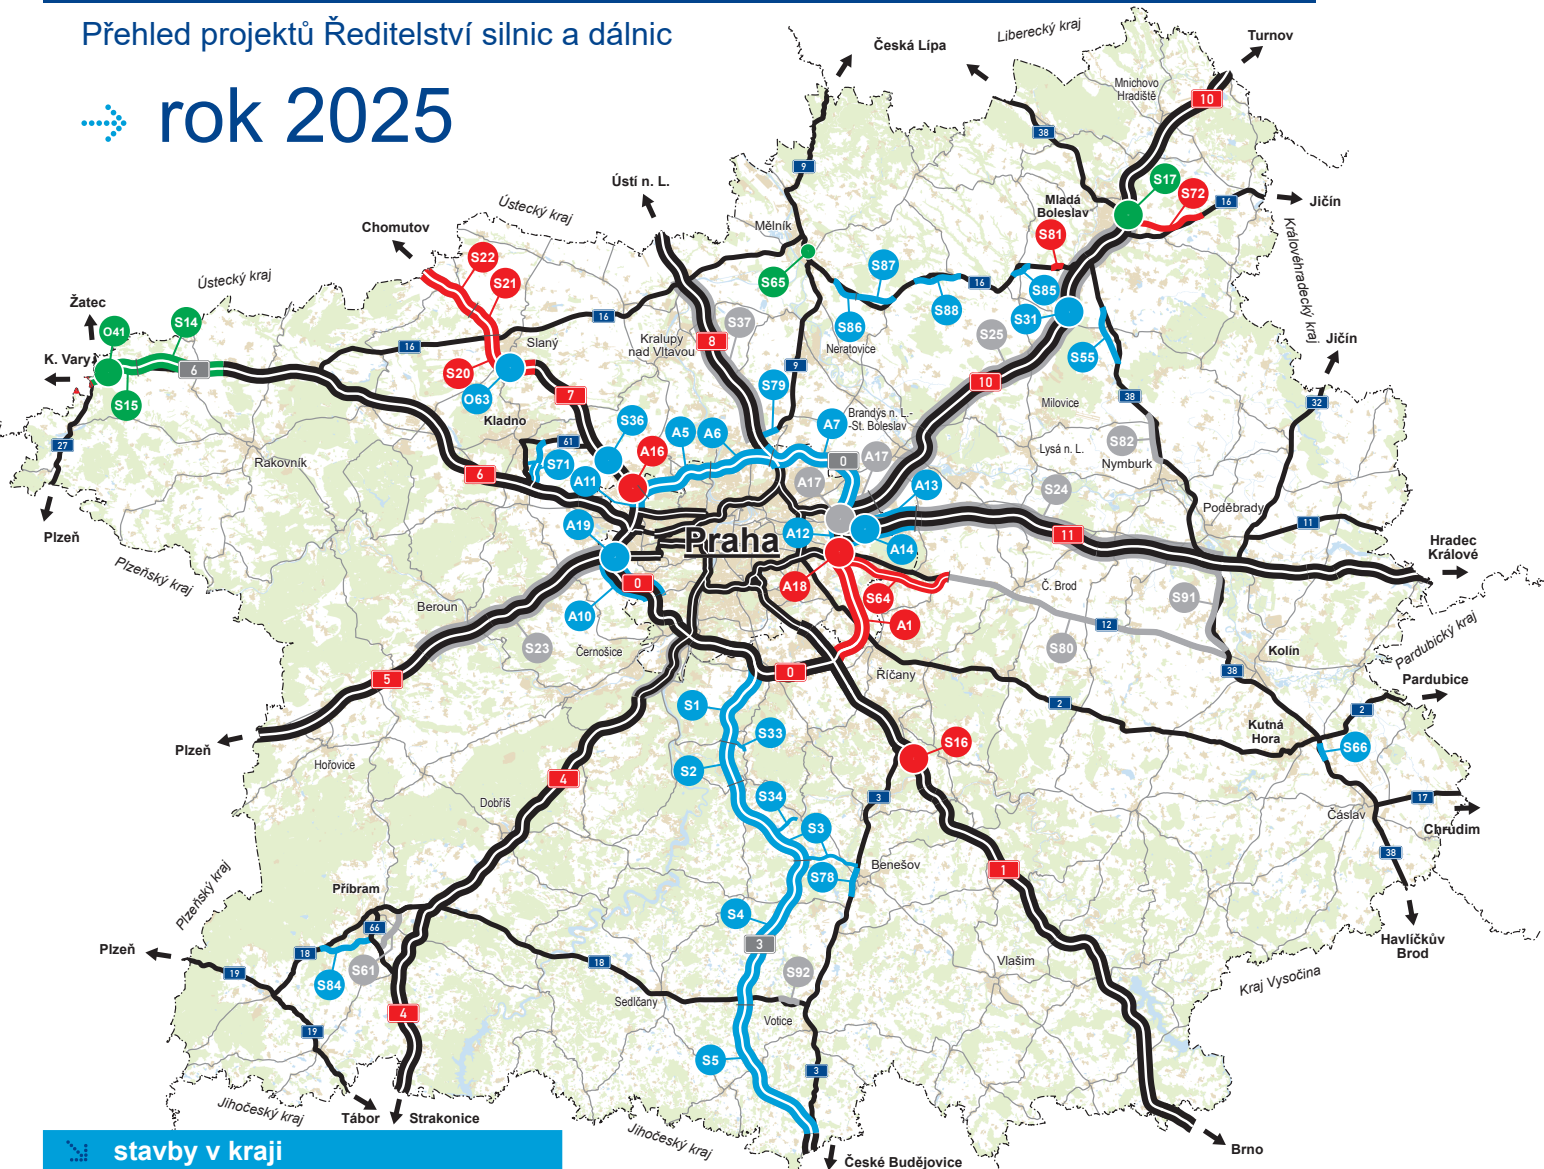 Přehled projektů Ředitelství silnic a dálnic
rok 2025
Česká Lípa
Liberecký kraj
Turnov
Mnichovo
Hradiště
10
38
9
Ústí n. L.
S17
S72
Mladá
Boleslav
16
Jičín
Ústecký kraj
Chomutov
Mělník
S81
Královéhradecký kraj
S22
S21
S65
S87
16
S85
S88
S31
S86
Neratovice
S25
S55
Ústecký kraj
Žatec
O41
S14
K. Vary
6
S15
16
16
Slaný
S20
O63
Kladno
7
Kralupy
nad Vltavou
S37
8
9
10
Jičín
32
38
Milovice
S79
Brandýs n. L.-
-St. Boleslav
S36
A5
A6
A7
S82
Lysá n. L.
Nymburk
27
Rakovník
6
61
S71
A16
A11
0
A17
A17
A13
S24
Poděbrady
11
Plzeň
Plzeňský kraj
A19
Praha
A12
A14
11
Hradec
Králové
0
A10
A18
S64
A1
Č. Brod
S91
12
S80
Beroun
S23
Černošice
5
0
Říčany
38
Kolín
Pardubický kraj
Pardubice
2
2
Kutná
Hora
S66
Plzeň
Hořovice
S1
S33
S2
S16
4
Dobříš
S34
S3
3
S78
Benešov
17
Čáslav
Chrudim
38
1
Plzeňský kraj
Příbram
66
S4
3
Havlíčkův
Brod
Plzeň
18
19
S84
S61
18
S92
Vlašim
Kraj Vysočina
4
Sedlčany
Votice
19
S5
3
Jihočeský kraj
Tábor
Strakonice
Jihočeský kraj
České Budějovice
Brno
stavby v kraji